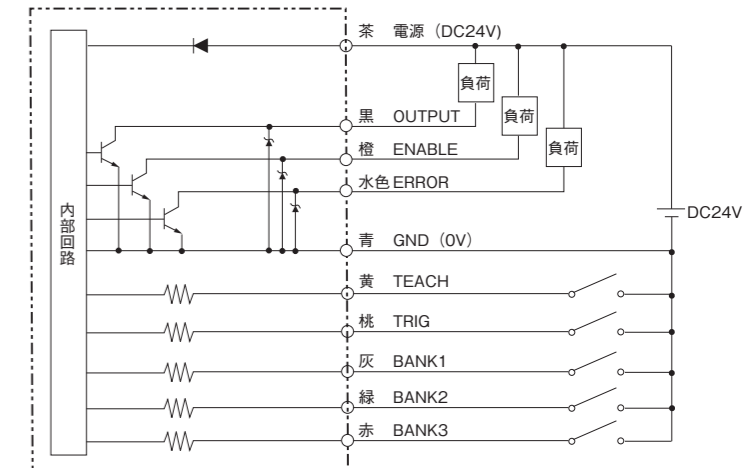 茶 電源（DC24V)
負荷
黒 OUTPUT
負荷
橙 ENABLE
負荷
水色 ERROR
内部回路
DC24V
青 GND（0V）
黄 TEACH
桃 TRIG
灰 BANK1
緑 BANK2
赤 BANK3